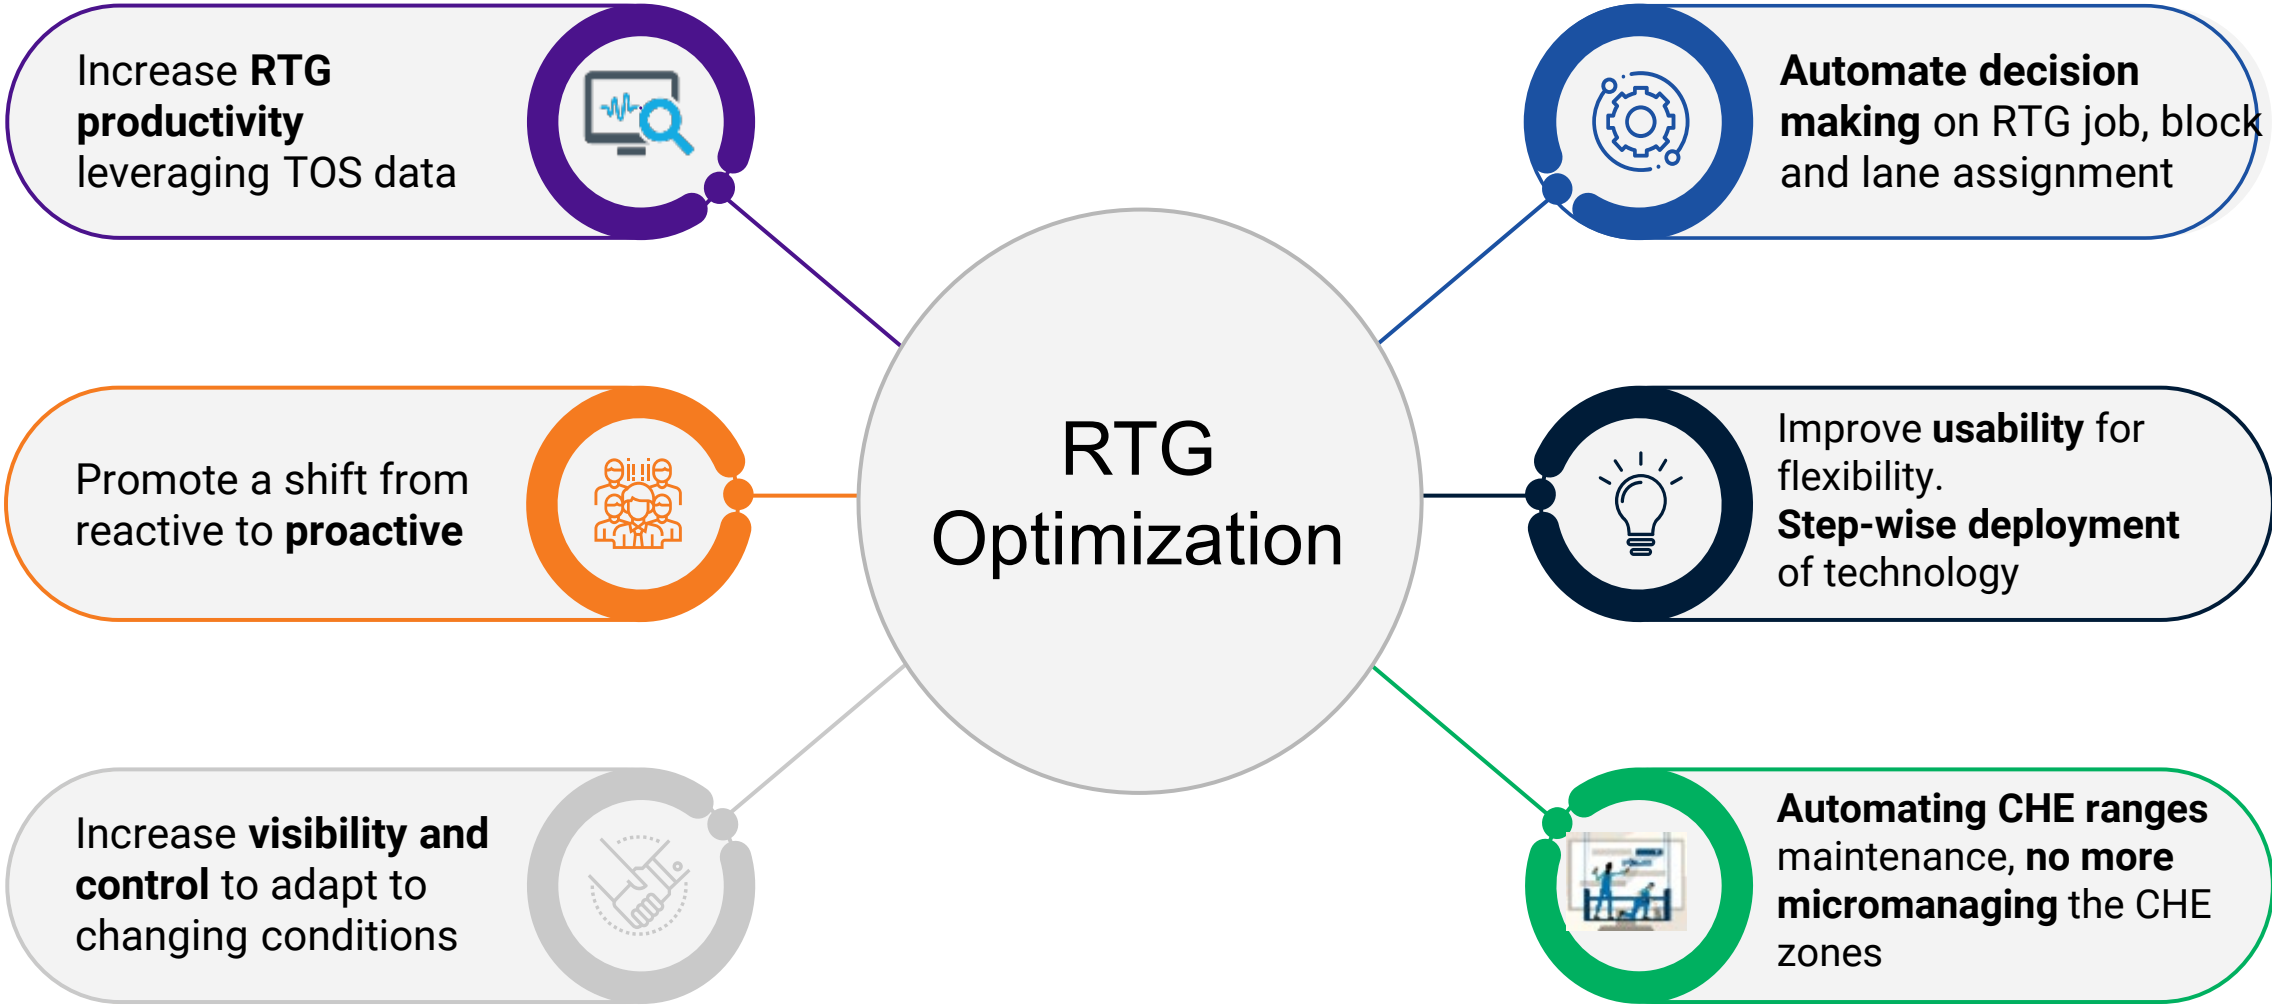 Increase RTG
productivity
leveraging TOS data
Promote a shift from
reactive to proactive
Increase visibility and
control to adapt to
changing conditions
RTG
Optimization
Automate decision
making on RTG job, block
and lane assignment
Improve usability for
flexibility.
Step-wise deployment
of technology
Automating CHE ranges
maintenance, no more
micromanaging the CHE
zones